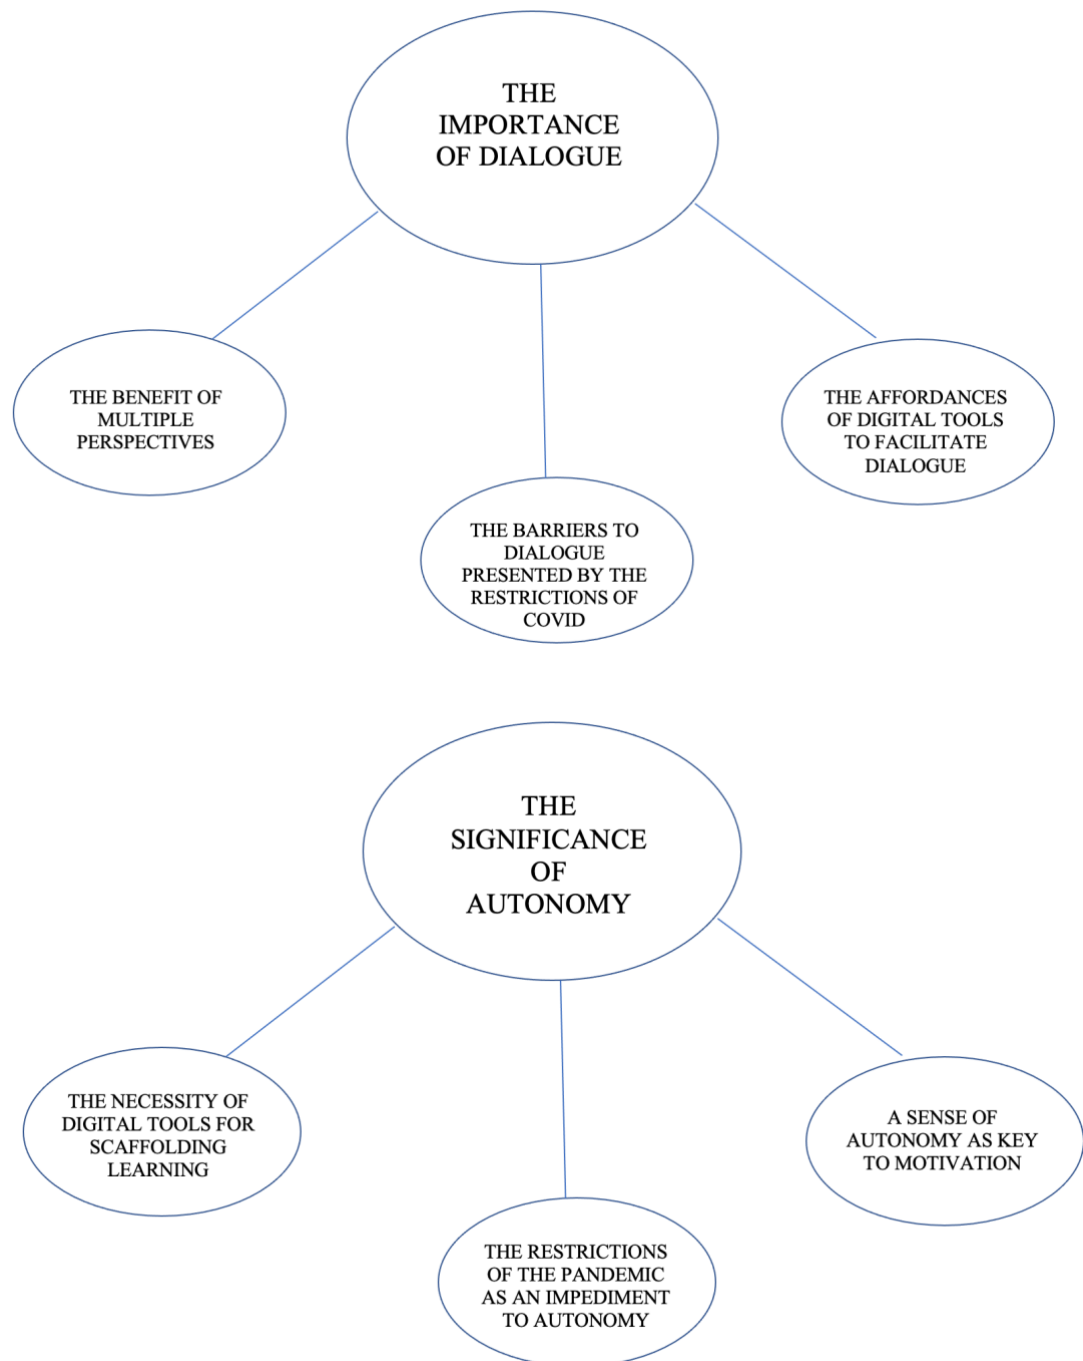 THE
IMPORTANCE
OF DIALOGUE
THE BENEFIT OF
MULTIPLE
PERSPECTIVES
THE AFFORDANCES
OF DIGITAL TOOLS
TO FACILITATE
DIALOGUE
THE BARRIERS TO
DIALOGUE
PRESENTED BY THE
RESTRICTIONS OF
COVID
THE
SIGNIFICANCE
OF
AUTONOMY
THE NECESSITY OF
DIGITAL TOOLS FOR
SCAFFOLDING
LEARNING
A SENSE OF
AUTONOMY AS KEY
TO MOTIVATION
THE RESTRICTIONS
OF THE PANDEMIC
AS AN IMPEDIMENT
TO AUTONOMY